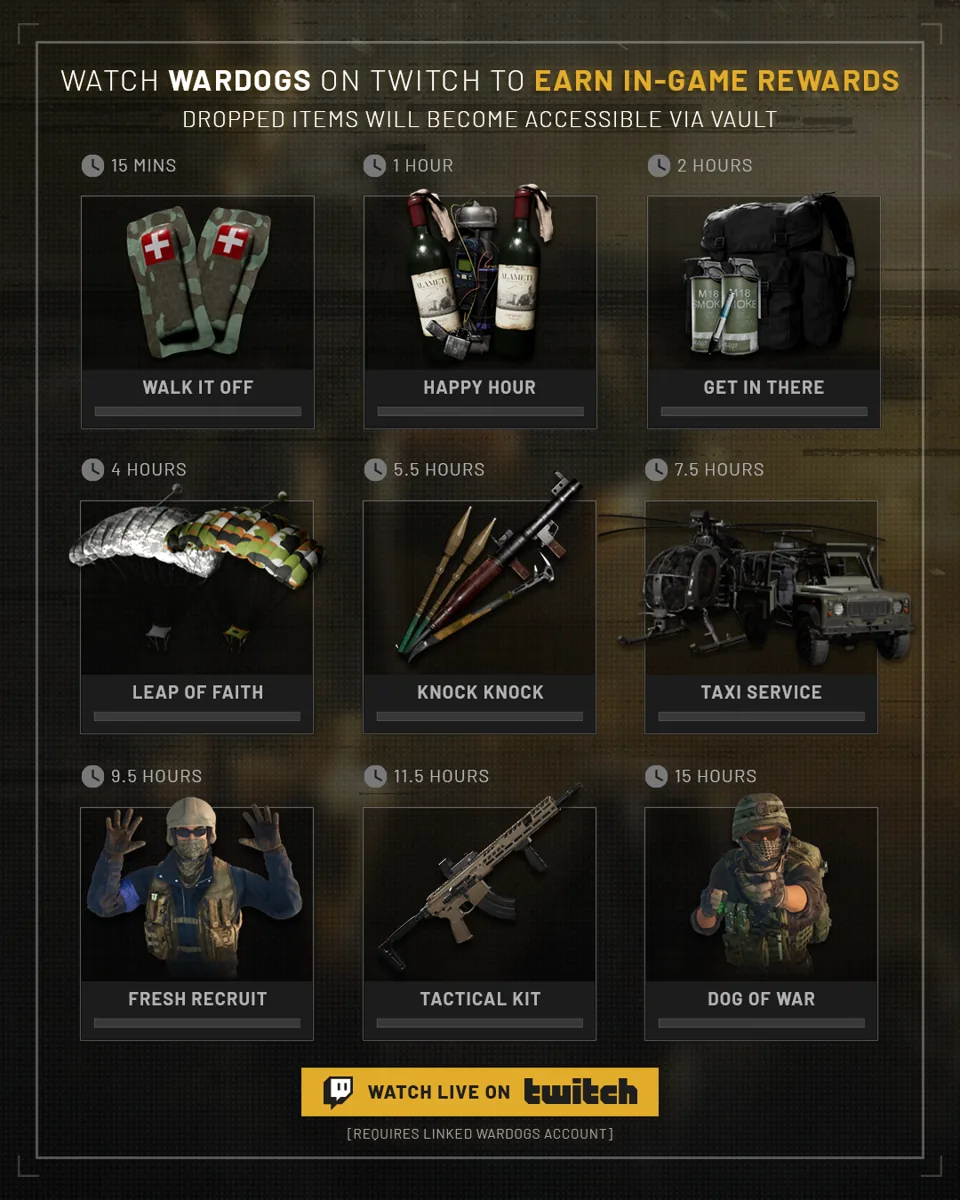 WATCH WARDOGS ON TWITCH TO EARN IN-GAME REWARDS
DROPPED ITEMS WILL BECOME ACCESSIBLE VIA VAULT
15 MINS
1 HOUR
2 HOURS
M18
SMOK
M18
WALK IT OFF
HAPPY HOUR
GET IN THERE
4 HOURS
5.5 HOURS
7.5 HOURS
LEAP OF FAITH
KNOCK KNOCK
TAXI SERVICE
9.5 HOURS
11.5 HOURS
15 HOURS
FRESH RECRUIT
TACTICAL KIT
DOG OF WAR
WATCH LIVE ON twitch
[REQUIRES LINKED WARDOGS ACCOUNT]